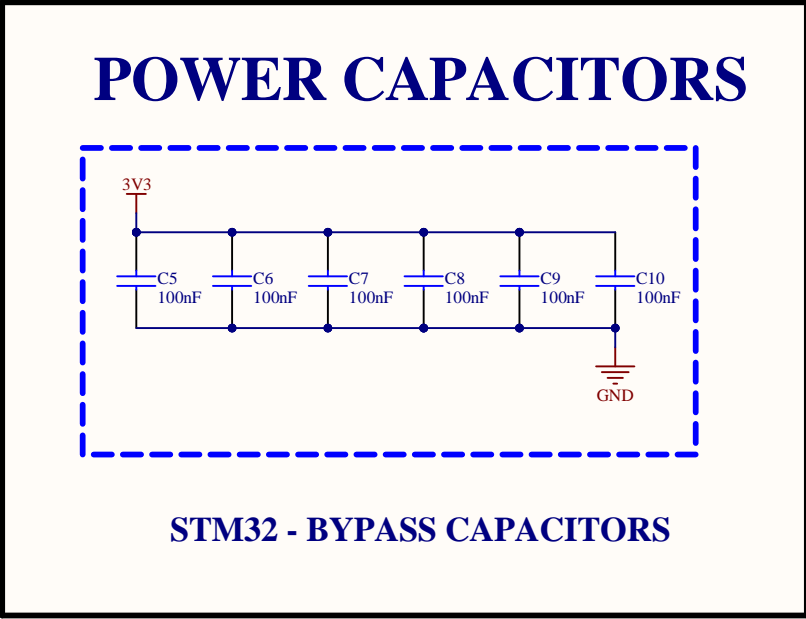 POWER CAPACITORS
3V3
C5 C6 C7 C8 C9 C10
100nF 100nF 100nF 100nF 100nF 100nF
GND
STM32 - BYPASS CAPACITORS